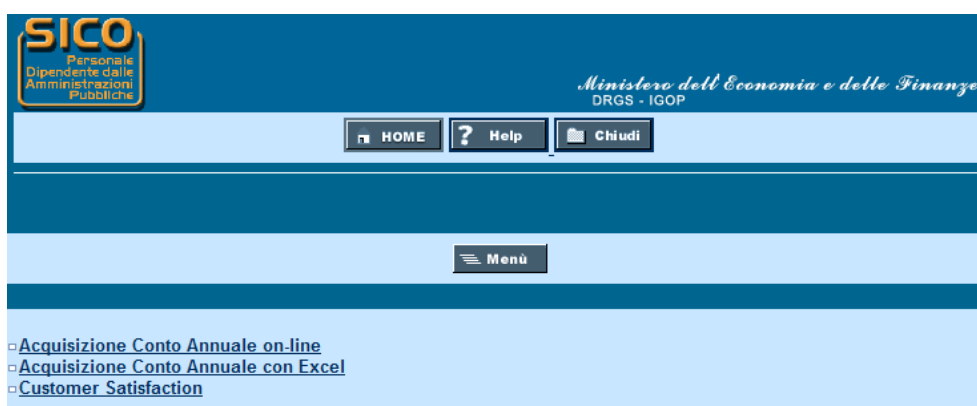 SICO
Personale
Dipendente dalle
Amministrazioni
Pubbliche
Ministero dell'Economia e delle Finanze
DRGS - IGOP
HOME
? Help
Chiudi
Menù
Acquisizione Conto Annuale on-line
Acquisizione Conto Annuale con Excel
Customer Satisfaction